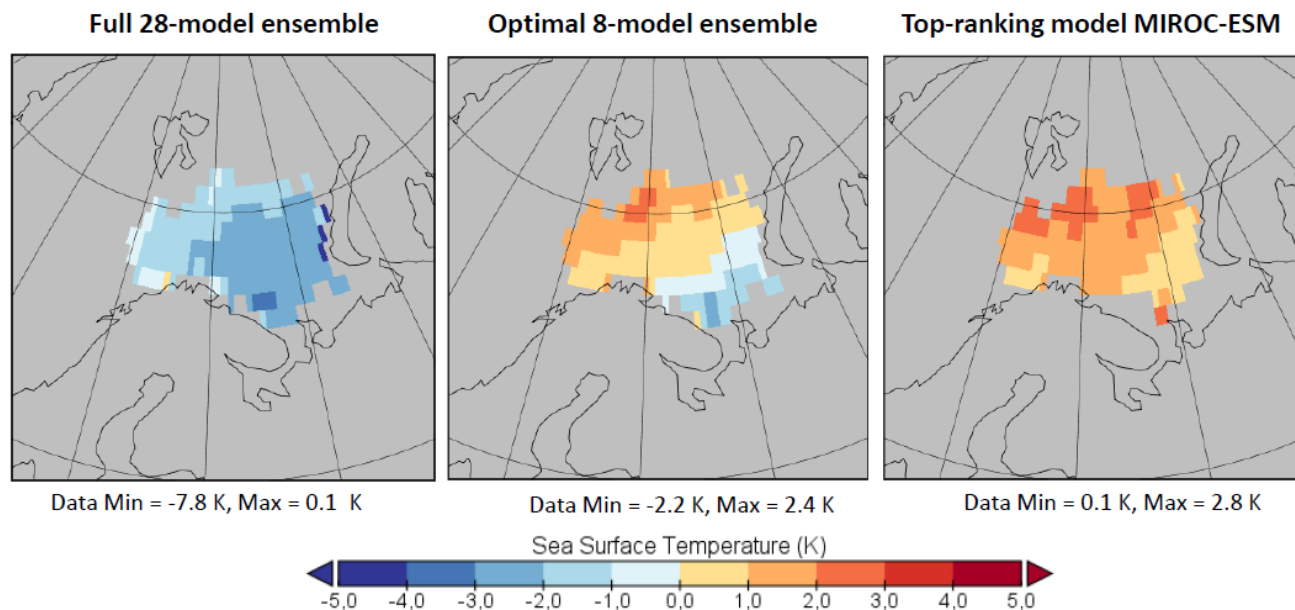 Full 28-model ensemble
Optimal 8-model ensemble
Top-ranking model MIROC-ESM
Data Min = -7.8 K, Max = 0.1 K
Data Min = -2.2 K, Max = 2.4 K
Data Min = 0.1 K, Max = 2.8 K
Sea Surface Temperature (K)
-5,0 -4,0 -3,0 -2,0 -1,0 0,0 1,0 2,0 3,0 4,0 5,0